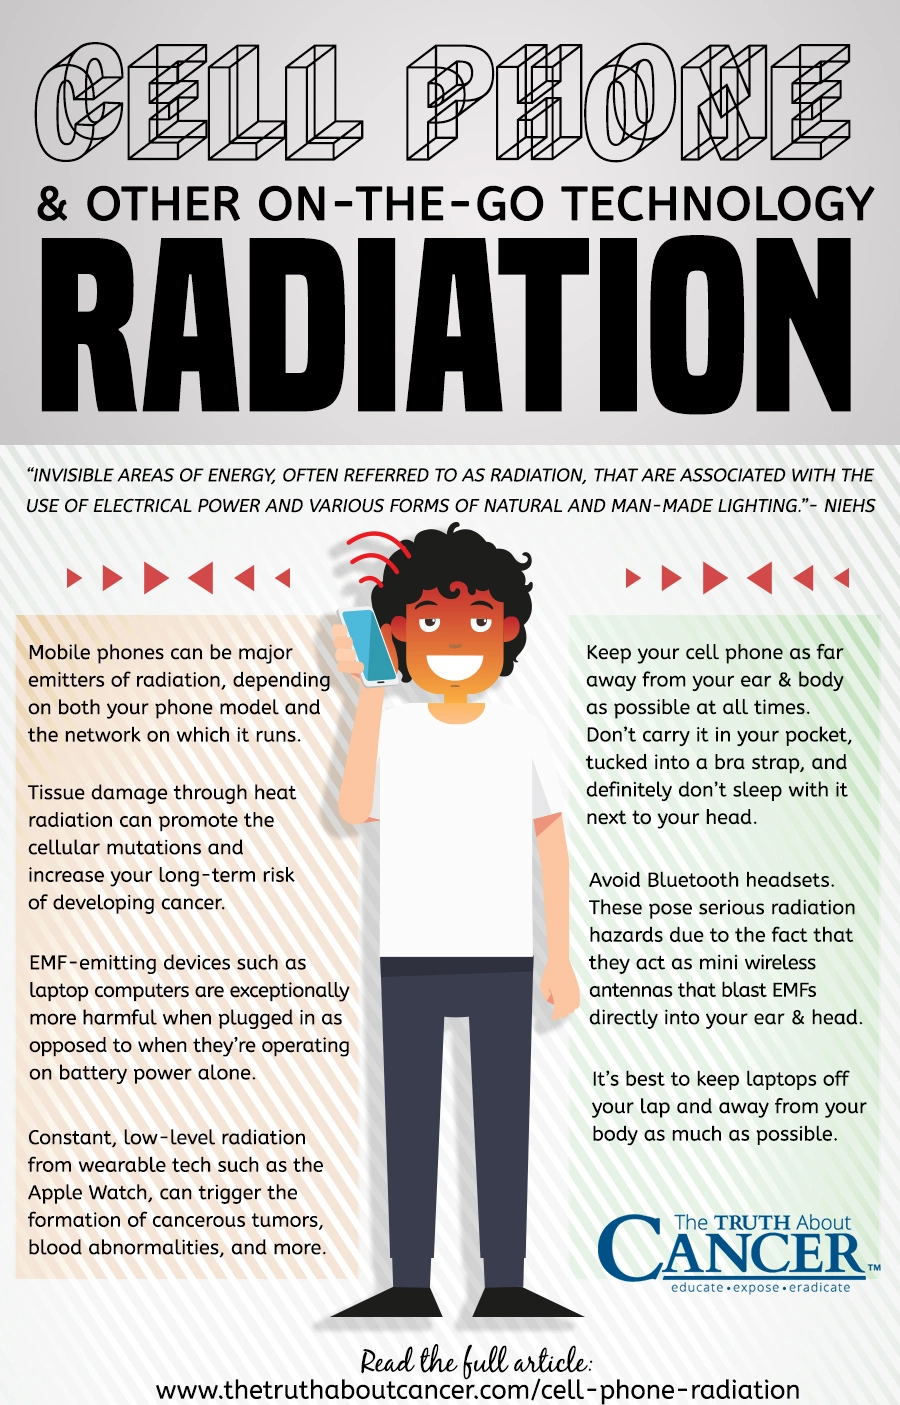 CELL PHONE
& OTHER ON-THE-GO TECHNOLOGY
RADIATION
“INVISIBLE AREAS OF ENERGY, OFTEN REFERRED TO AS RADIATION, THAT ARE ASSOCIATED WITH THE
USE OF ELECTRICAL POWER AND VARIOUS FORMS OF NATURAL AND MAN-MADE LIGHTING.”- NIEHS
Mobile phones can be major
emitters of radiation, depending
on both your phone model and
the network on which it runs.
Tissue damage through heat
radiation can promote the
cellular mutations and
increase your long-term risk
of developing cancer.
EMF-emitting devices such as
laptop computers are exceptionally
more harmful when plugged in as
opposed to when they’re operating
on battery power alone.
Constant, low-level radiation
from wearable tech such as the
Apple Watch, can trigger the
formation of cancerous tumors,
blood abnormalities, and more.
Keep your cell phone as far
away from your ear & body
as possible at all times.
Don’t carry it in your pocket,
tucked into a bra strap, and
definitely don’t sleep with it
next to your head.
Avoid Bluetooth headsets.
These pose serious radiation
hazards due to the fact that
they act as mini wireless
antennas that blast EMFs
directly into your ear & head.
It’s best to keep laptops off
your lap and away from your
body as much as possible.
The TRUTH About
CANCER™
educate • expose • eradicate
Read the full article:
www.thetruthaboutcancer.com/cell-phone-radiation